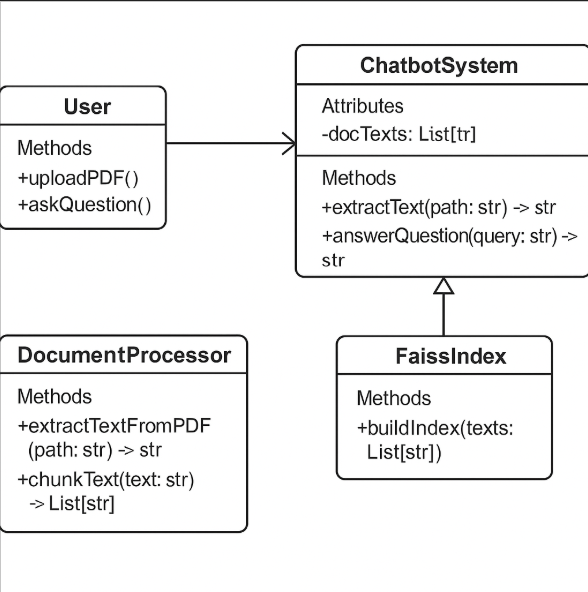 User
Methods
+uploadPDF()
+askQuestion()
ChatbotSystem
Attributes
-docTexts: List[tr]
Methods
+extractText(path: str) -> str
+answerQuestion(query: str) ->
str
DocumentProcessor
Methods
+extractTextFromPDF
(path: str) -> str
+chunkText(text: str)
-> List[str]
FaissIndex
Methods
+buildIndex(texts:
List[str])